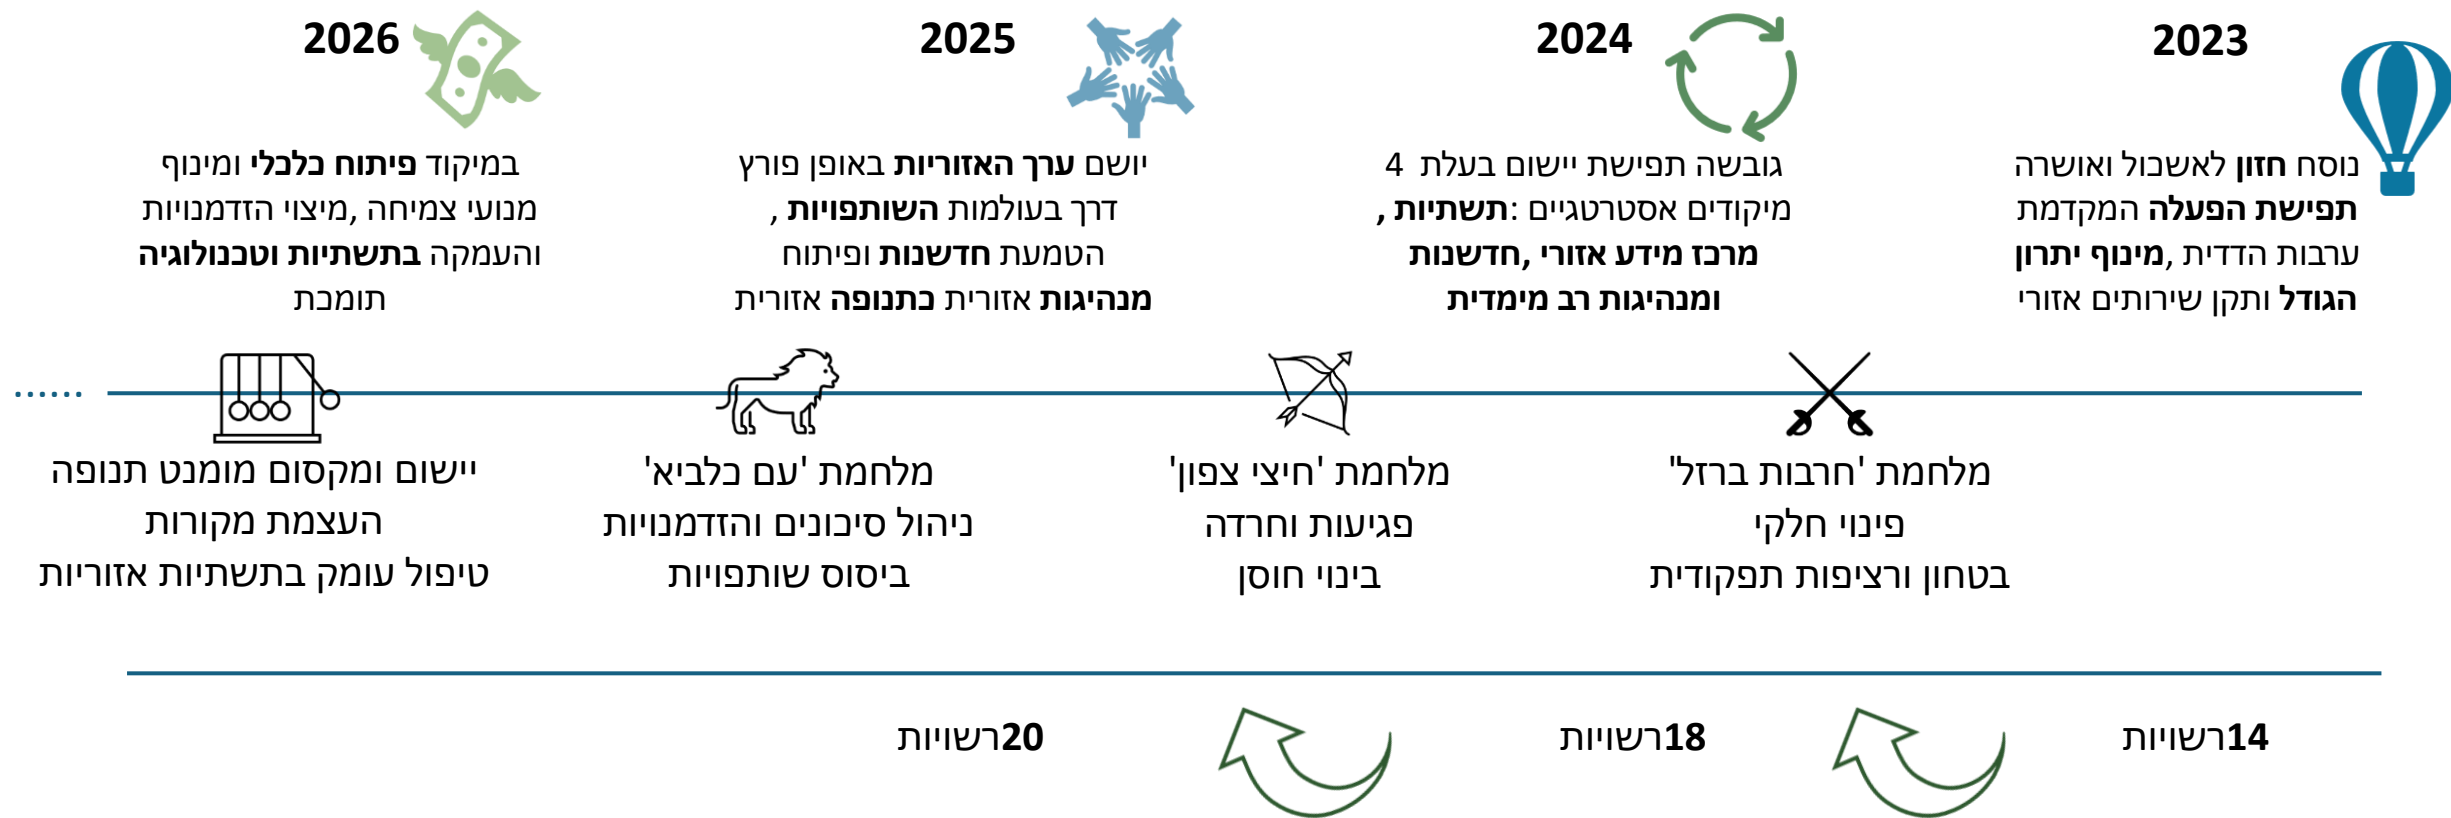 2023
נוסח חזון לאשכול ואושרה
תפישת הפעלה המקדמת
ערבות הדדית, מינוף יתרון
הגודל ותקן שירותים אזורי
2024
גובשה תפישת יישום בעלת 4
מיקודים אסטרטגיים: תשתיות,
מרכז מידע אזורי, חדשנות
ומנהיגות רב מימדית
2025
יושם ערך האזוריות באופן פורץ
דרך בעולמות השותפויות,
הטמעת חדשנות ופיתוח
מנהיגות אזורית כתנופה אזורית
2026
במיקוד פיתוח כלכלי ומינוף
מנועי צמיחה, מיצוי הזדמנויות
והעמקה בתשתיות וטכנולוגיה
תומכת
מלחמת 'חרבות ברזל'
פינוי חלקי
בטחון ורציפות תפקודית
מלחמת 'חיצי צפון'
פגיעות וחרדה
בינוי חוסן
מלחמת 'עם כלביא'
ניהול סיכונים והזדמנויות
ביסוס שותפויות
......
יישום ומקסום מומנט תנופה
העצמת מקורות
טיפול עומק בתשתיות אזוריות
14רשויות
18רשויות
20רשויות